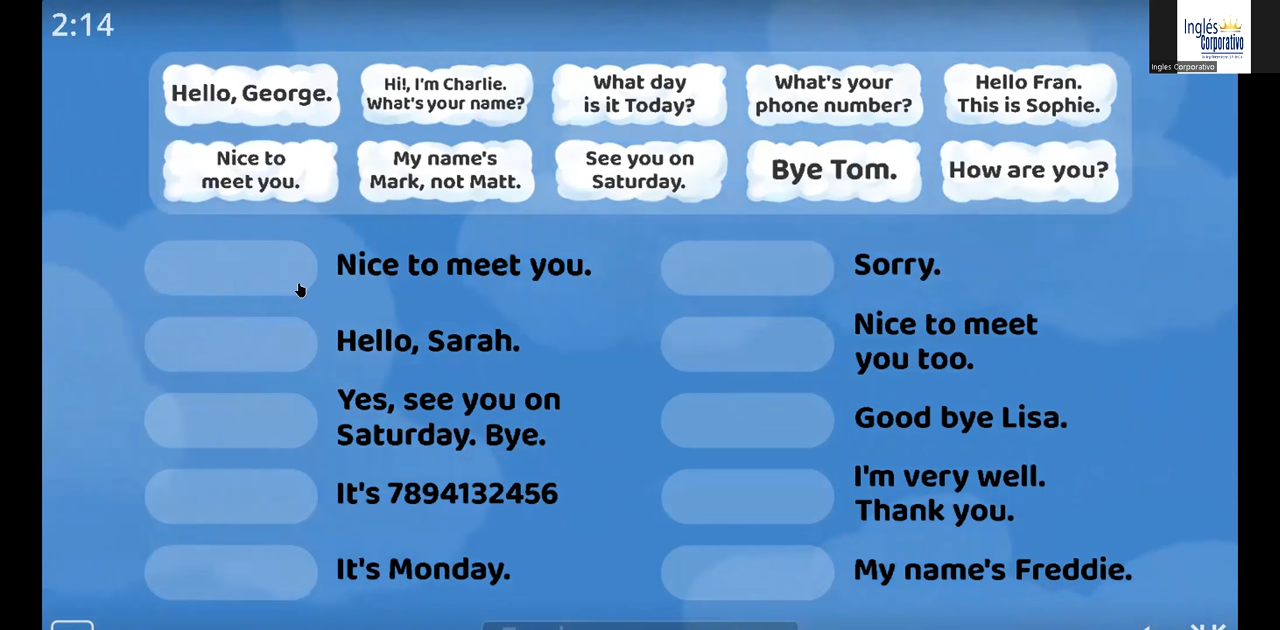 2:14
Inglés
Corporativo
Ingles Corporativo
Hello, George.
Hi!, I'm Charlie.
What's your name?
What day
is it Today?
What's your
phone number?
Hello Fran.
This is Sophie.
Nice to
meet you.
My name's
Mark, not Matt.
See you on
Saturday.
Bye Tom.
How are you?
Nice to meet you.
Hello, Sarah.
Yes, see you on
Saturday. Bye.
It's 7894132456
It's Monday.
Sorry.
Nice to meet
you too.
Good bye Lisa.
I'm very well.
Thank you.
My name's Freddie.